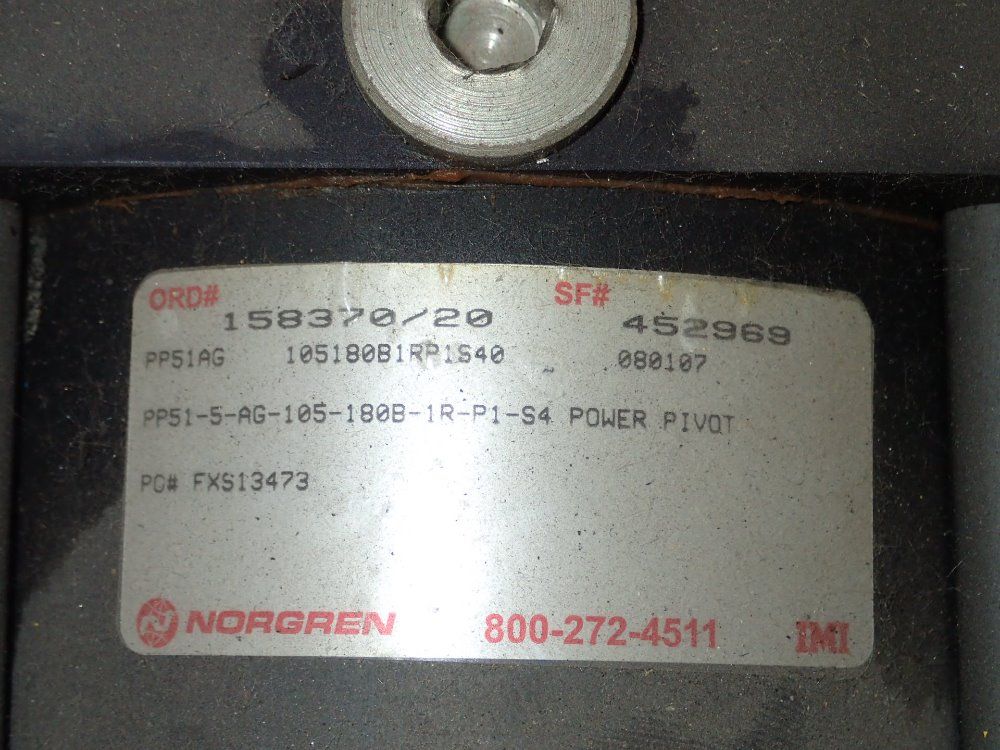 ORD# SF#
158370/20 452969
PP51AG 105180B1RP1S40 080107
PP51-5-AG-105-180B-1R-P1-S4 POWER PIVOT
PO# FXS13473
NORGREN 800-272-4511 IMI